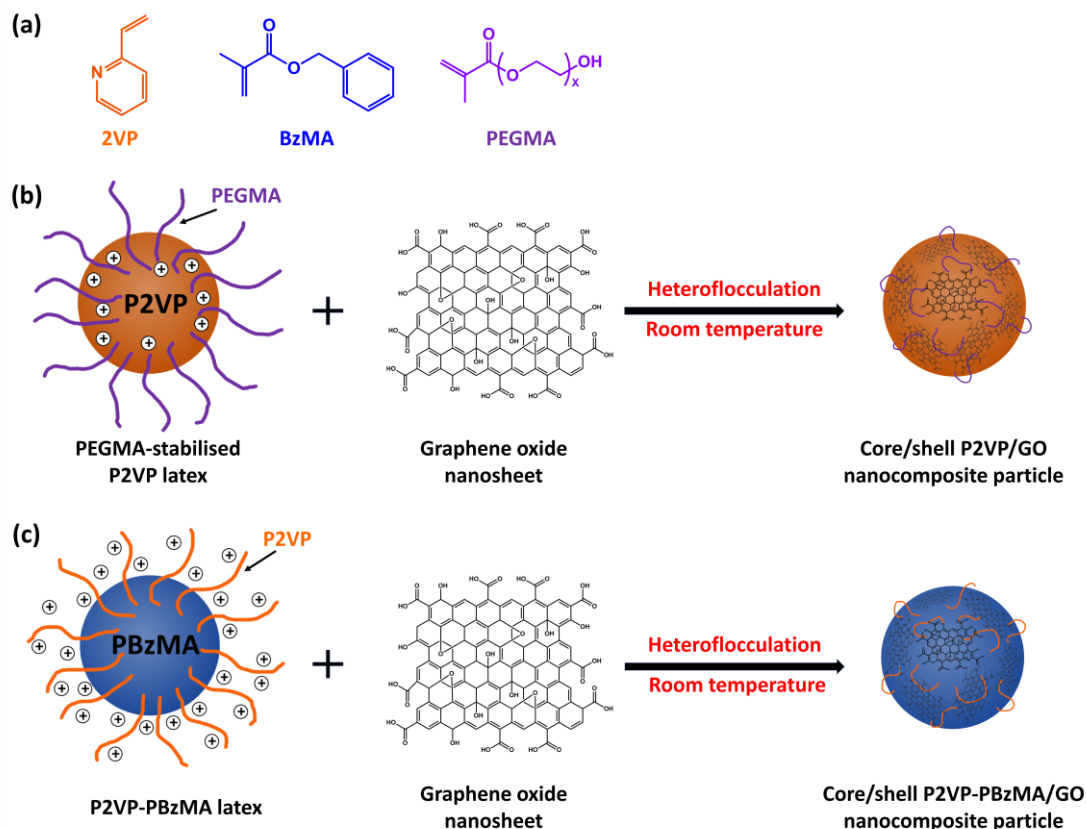 (a)
N
O
O
2VP
BzMA
O
O
OH
x
PEGMA
(b)
PEGMA
P2VP
+
Heteroflocculation
Room temperature
PEGMA-stabilised
P2VP latex
Graphene oxide
nanosheet
Core/shell P2VP/GO
nanocomposite particle
(c)
P2VP
PBzMA
+
Heteroflocculation
Room temperature
P2VP-PBzMA latex
Graphene oxide
nanosheet
Core/shell P2VP-PBzMA/GO
nanocomposite particle